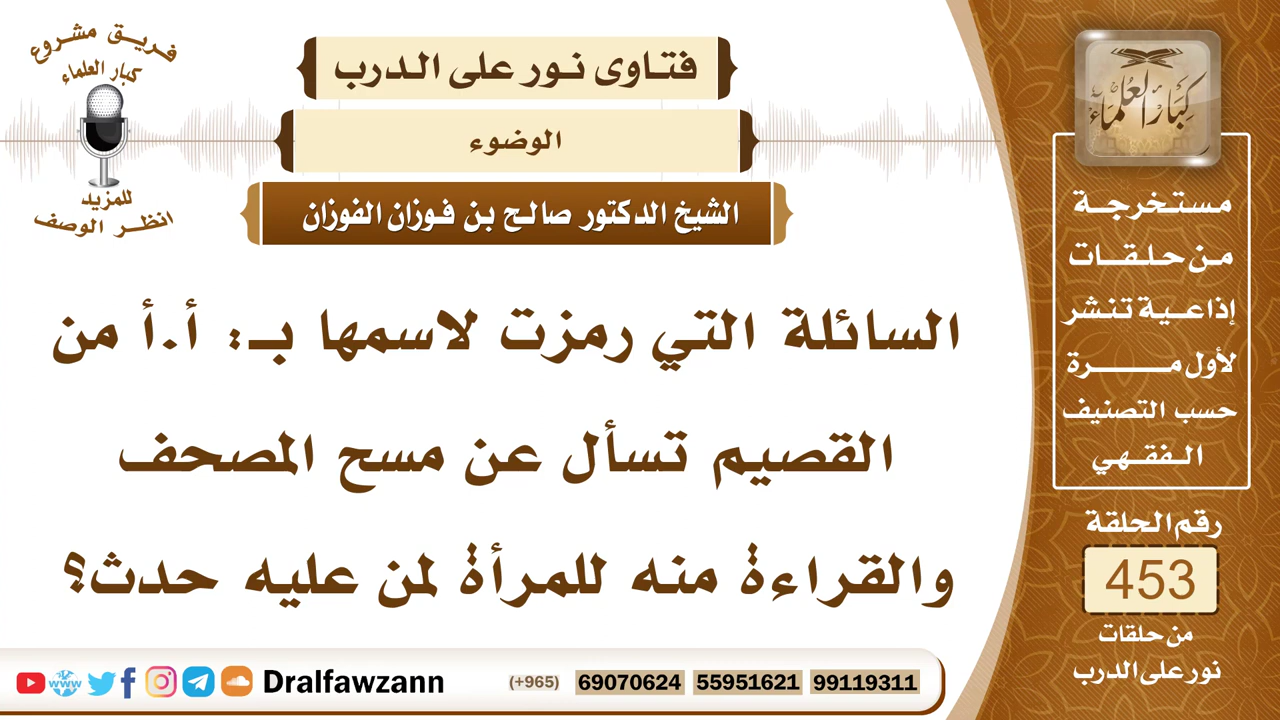 فريق مشروع
كبار العلماء
للمزيد
انظر الوصف
فتاوى نور على الدرب
الوضوء
الشيخ الدكتور صالح بن فوزان الفوزان
السائلة التي رمزت لاسمها بـ: أ.أ من
القصيم تسأل عن مسح المصحف
والقراءة منه للمرأة لمن عليه حدث؟
كبار العلماء
مستخرجة
من حلقات
إذاعية تنشر
لأول مرة
حسب التصنيف
الفقهي
رقم الحلقة
453
من حلقات
نور على الدرب
www
Dralfawzann
(+965) 69070624 55951621 99119311